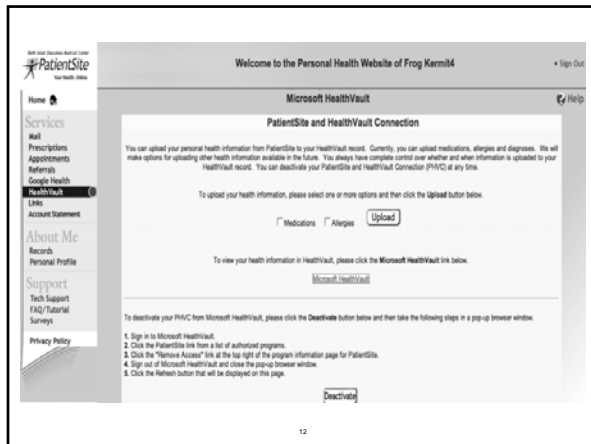 Beth Israel Deaconess Medical Center
PatientSite
Your Health. Online.
Welcome to the Personal Health Website of Frog Kermit4
Sign Out
Home
Microsoft HealthVault
Help
Services
Mail
Prescriptions
Appointments
Referrals
Google Health
HealthVault
Links
Account Statement
About Me
Records
Personal Profile
Support
Tech Support
FAQ/Tutorial
Surveys
Privacy Policy
PatientSite and HealthVault Connection
You can upload your personal health information from PatientSite to your HealthVault record. Currently, you can upload medications, allergies and diagnoses. We will
make options for uploading other health information available in the future. You always have complete control over whether and when information is uploaded to your
HealthVault record. You can deactivate your PatientSite and HealthVault Connection (PHVC) at any time.
To upload your health information, please select one or more options and then click the Upload button below.
Medications Allergies Upload
To view your health information in HealthVault, please click the Microsoft HealthVault link below.
Microsoft HealthVault
To deactivate your PHVC from Microsoft HealthVault, please click the Deactivate button below and then take the following steps in a pop-up browser window.
1. Sign in to Microsoft HealthVault.
2. Click the PatientSite link from a list of authorized programs.
3. Click the "Remove Access" link at the top right of the program information page for PatientSite.
4. Sign out of Microsoft HealthVault and close the pop-up browser window.
5. Click the Refresh button that will be displayed on this page.
Deactivate
12